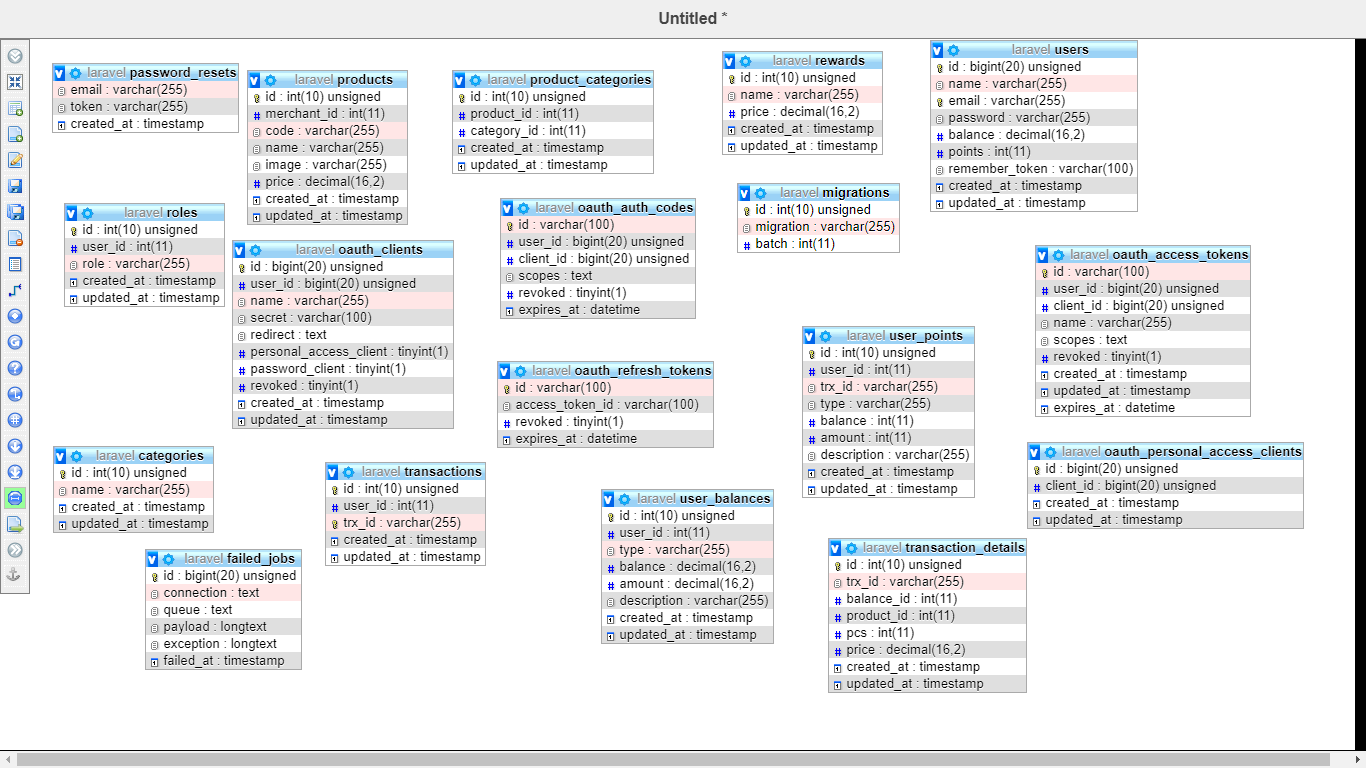 Untitled *
laravel password_resets
email : varchar(255)
token : varchar(255)
created_at : timestamp
laravel products
id : int(10) unsigned
merchant_id : int(11)
code : varchar(255)
name : varchar(255)
image : varchar(255)
price : decimal(16,2)
created_at : timestamp
updated_at : timestamp
laravel product_categories
id : int(10) unsigned
product_id : int(11)
category_id : int(11)
created_at : timestamp
updated_at : timestamp
laravel rewards
id : int(10) unsigned
name : varchar(255)
price : decimal(16,2)
created_at : timestamp
updated_at : timestamp
laravel users
id : bigint(20) unsigned
name : varchar(255)
email : varchar(255)
password : varchar(255)
balance : decimal(16,2)
points : int(11)
remember_token : varchar(100)
created_at : timestamp
updated_at : timestamp
laravel roles
id : int(10) unsigned
user_id : int(11)
role : varchar(255)
created_at : timestamp
updated_at : timestamp
laravel oauth_clients
id : bigint(20) unsigned
user_id : bigint(20) unsigned
name : varchar(255)
secret : varchar(100)
redirect : text
personal_access_client : tinyint(1)
password_client : tinyint(1)
revoked : tinyint(1)
created_at : timestamp
updated_at : timestamp
laravel oauth_auth_codes
id : varchar(100)
user_id : bigint(20) unsigned
client_id : bigint(20) unsigned
scopes : text
revoked : tinyint(1)
expires_at : datetime
laravel migrations
id : int(10) unsigned
migration : varchar(255)
batch : int(11)
laravel oauth_access_tokens
id : varchar(100)
user_id : bigint(20) unsigned
client_id : bigint(20) unsigned
name : varchar(255)
scopes : text
revoked : tinyint(1)
created_at : timestamp
updated_at : timestamp
expires_at : datetime
laravel oauth_refresh_tokens
id : varchar(100)
access_token_id : varchar(100)
revoked : tinyint(1)
expires_at : datetime
laravel user_points
id : int(10) unsigned
user_id : int(11)
trx_id : varchar(255)
type : varchar(255)
balance : int(11)
amount : int(11)
description : varchar(255)
created_at : timestamp
updated_at : timestamp
laravel categories
id : int(10) unsigned
name : varchar(255)
created_at : timestamp
updated_at : timestamp
laravel transactions
id : int(10) unsigned
user_id : int(11)
trx_id : varchar(255)
created_at : timestamp
updated_at : timestamp
laravel oauth_personal_access_clients
id : bigint(20) unsigned
client_id : bigint(20) unsigned
created_at : timestamp
updated_at : timestamp
laravel user_balances
id : int(10) unsigned
user_id : int(11)
type : varchar(255)
balance : decimal(16,2)
amount : decimal(16,2)
description : varchar(255)
created_at : timestamp
updated_at : timestamp
laravel failed_jobs
id : bigint(20) unsigned
connection : text
queue : text
payload : longtext
exception : longtext
failed_at : timestamp
laravel transaction_details
id : int(10) unsigned
trx_id : varchar(255)
balance_id : int(11)
product_id : int(11)
pcs : int(11)
price : decimal(16,2)
created_at : timestamp
updated_at : timestamp